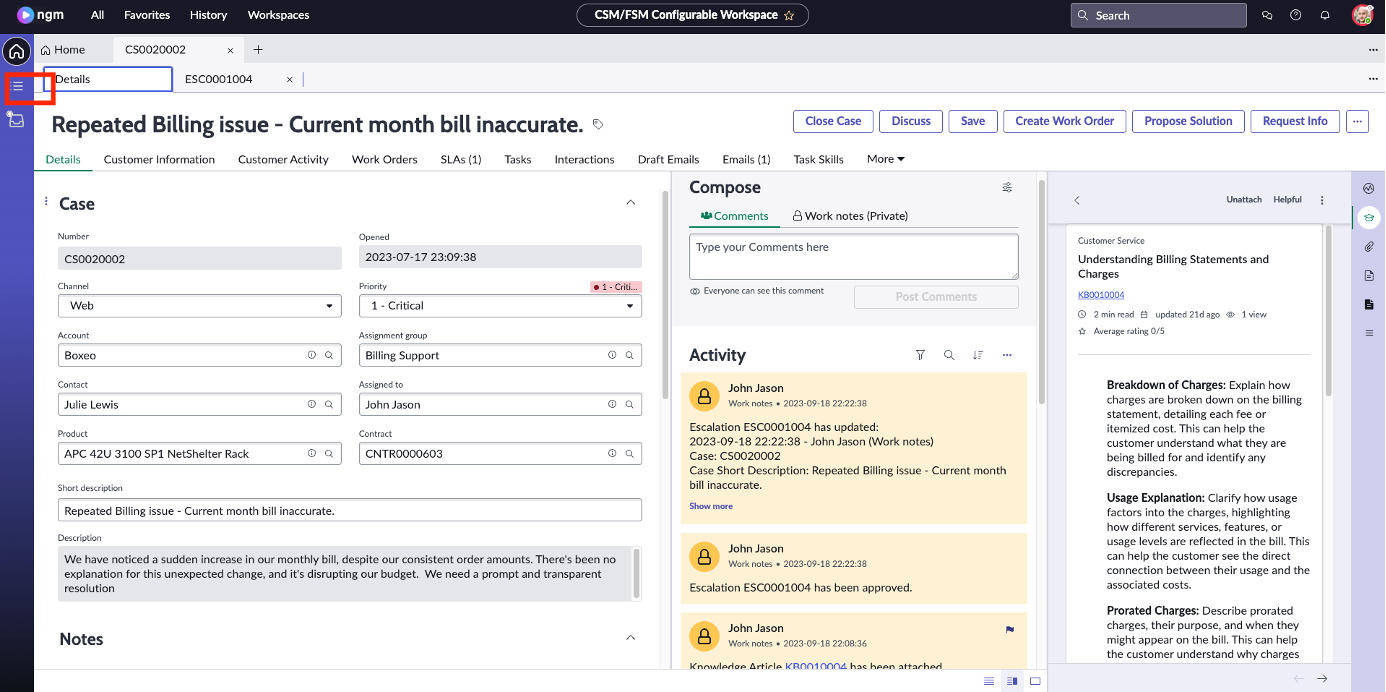 ngm All Favorites History Workspaces CSM/FSM Configurable Workspace Search
Home CS0020002
Details ESC0001004
Repeated Billing issue - Current month bill inaccurate.
Close Case Discuss Save Create Work Order Propose Solution Request Info
Details Customer Information Customer Activity Work Orders SLAs (1) Tasks Interactions Draft Emails Emails (1) Task Skills More
Case
Number
CS0020002
Opened
2023-07-17 23:09:38
Channel
Web
Priority
1 - Criti...
1 - Critical
Account
Boxeo
Assignment group
Billing Support
Contact
Julie Lewis
Assigned to
John Jason
Product
APC 42U 3100 SP1 NetShelter Rack
Contract
CNTR0000603
Short description
Repeated Billing issue - Current month bill inaccurate.
Description
We have noticed a sudden increase in our monthly bill, despite our consistent order amounts. There's been no
explanation for this unexpected change, and it's disrupting our budget.  We need a prompt and transparent
resolution
Notes
Compose
Comments Work notes (Private)
Type your Comments here
Everyone can see this comment
Post Comments
Activity
John Jason
Work notes • 2023-09-18 22:22:38
Escalation ESC0001004 has updated:
2023-09-18 22:22:38 - John Jason (Work notes)
Case: CS0020002
Case Short Description: Repeated Billing issue - Current month
bill inaccurate.
Show more
John Jason
Work notes • 2023-09-18 22:22:38
Escalation ESC0001004 has been approved.
John Jason
Work notes • 2023-09-18 22:08:36
Knowledge Article KB0010004 has been attached
Unattach Helpful
Customer Service
Understanding Billing Statements and
Charges
KB0010004
2 min read updated 21d ago 1 view
Average rating 0/5
Breakdown of Charges: Explain how
charges are broken down on the billing
statement, detailing each fee or
itemized cost. This can help the
customer understand what they are
being billed for and identify any
discrepancies.
Usage Explanation: Clarify how usage
factors into the charges, highlighting
how different services, features, or
usage levels are reflected in the bill. This
can help the customer see the direct
connection between their usage and the
associated costs.
Prorated Charges: Describe prorated
charges, their purpose, and when they
might appear on the bill. This can help
the customer understand why charges